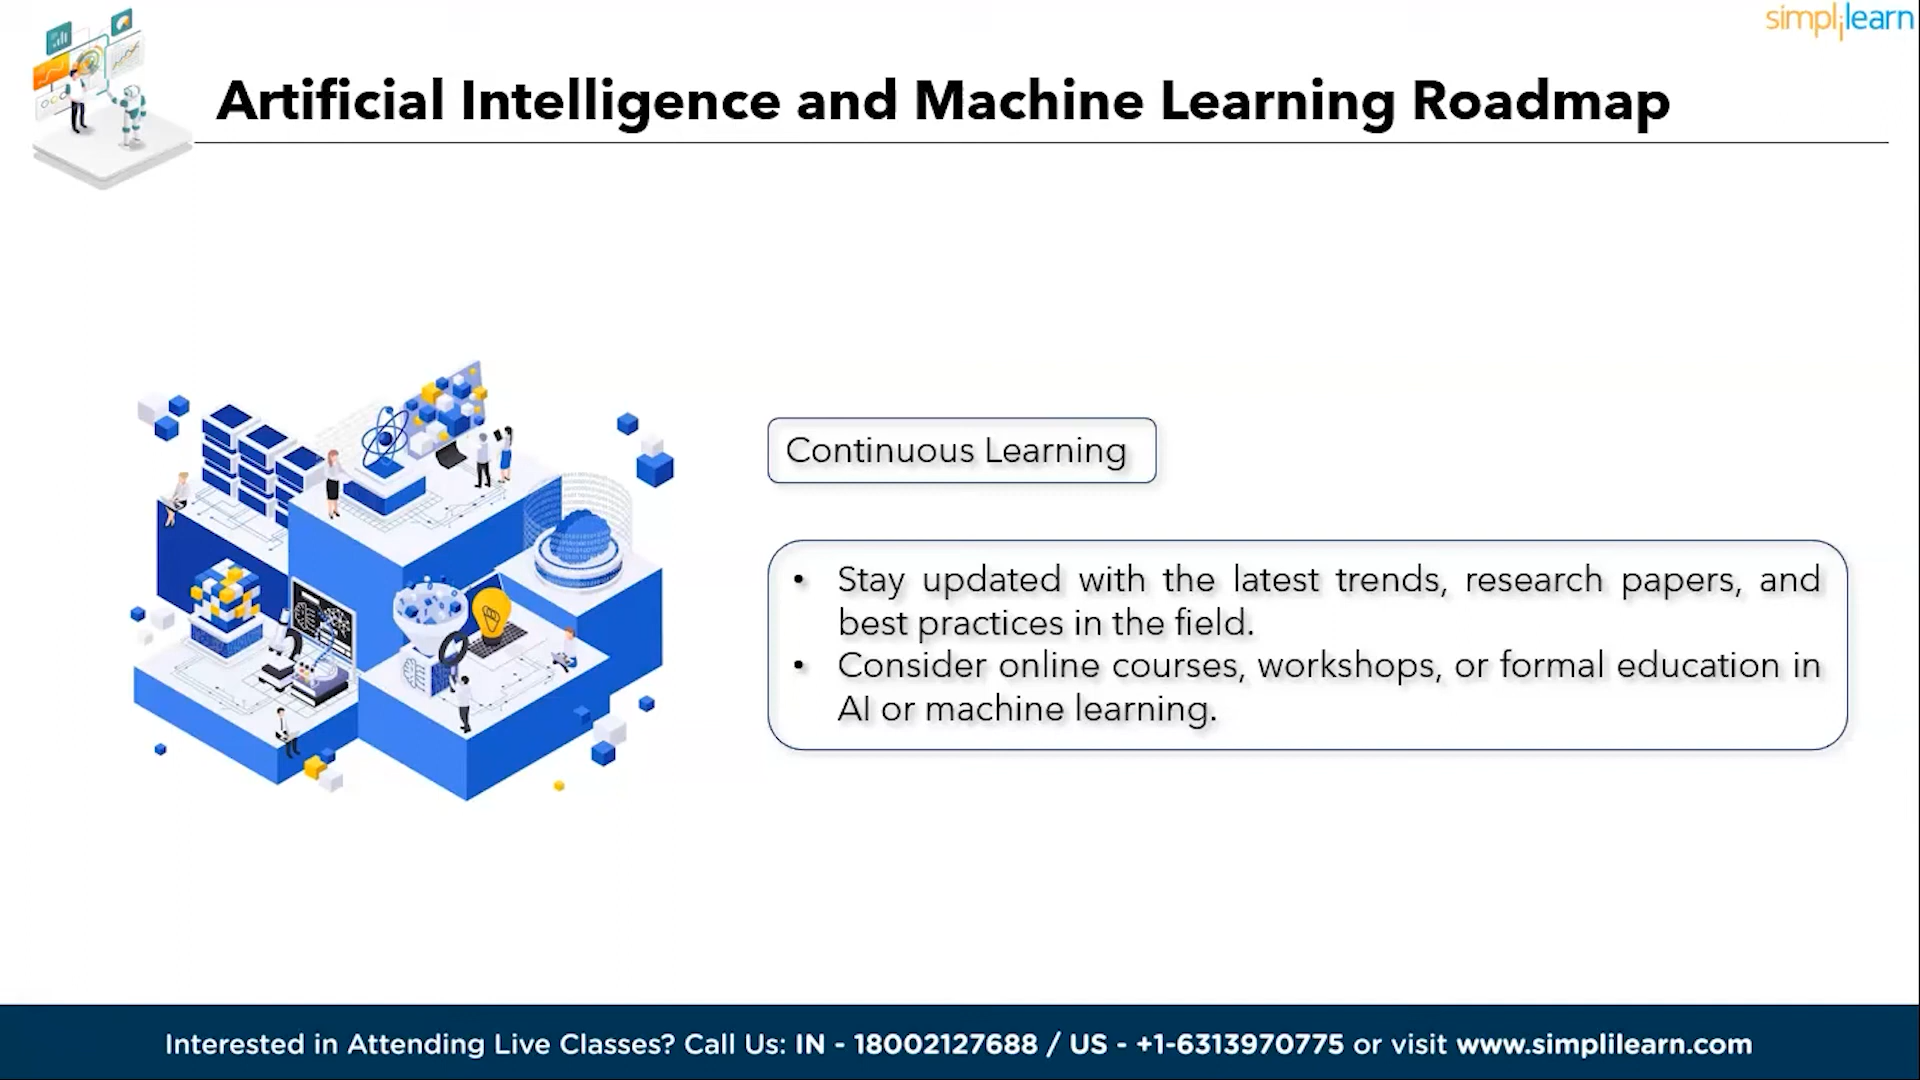 simplilearn
Artificial Intelligence and Machine Learning Roadmap
Continuous Learning
• Stay updated with the latest trends, research papers, and
best practices in the field.
• Consider online courses, workshops, or formal education in
AI or machine learning.
Interested in Attending Live Classes? Call Us: IN - 18002127688 / US - +1-6313970775 or visit www.simplilearn.com